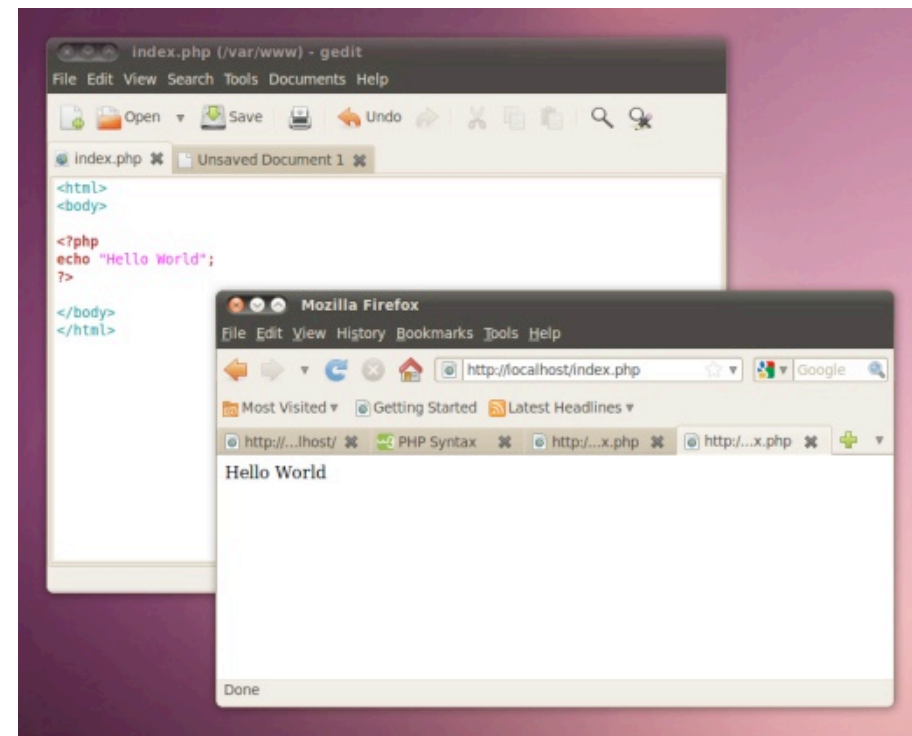 index.php (/var/www) - gedit
File Edit View Search Tools Documents Help
Open Save Undo
index.php Unsaved Document 1
<html>
<body>
<?php
echo "Hello World";
?>
</body>
</html>
Mozilla Firefox
File Edit View History Bookmarks Tools Help
http://localhost/index.php Google
Most Visited Getting Started Latest Headlines
http://...lhost/ PHP Syntax http:/...x.php http:/...x.php
Hello World
Done